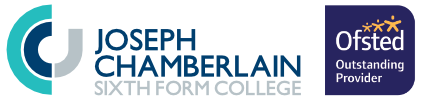 JOSEPH
CHAMBERLAIN
SIXTH FORM COLLEGE
Ofsted
Outstanding
Provider